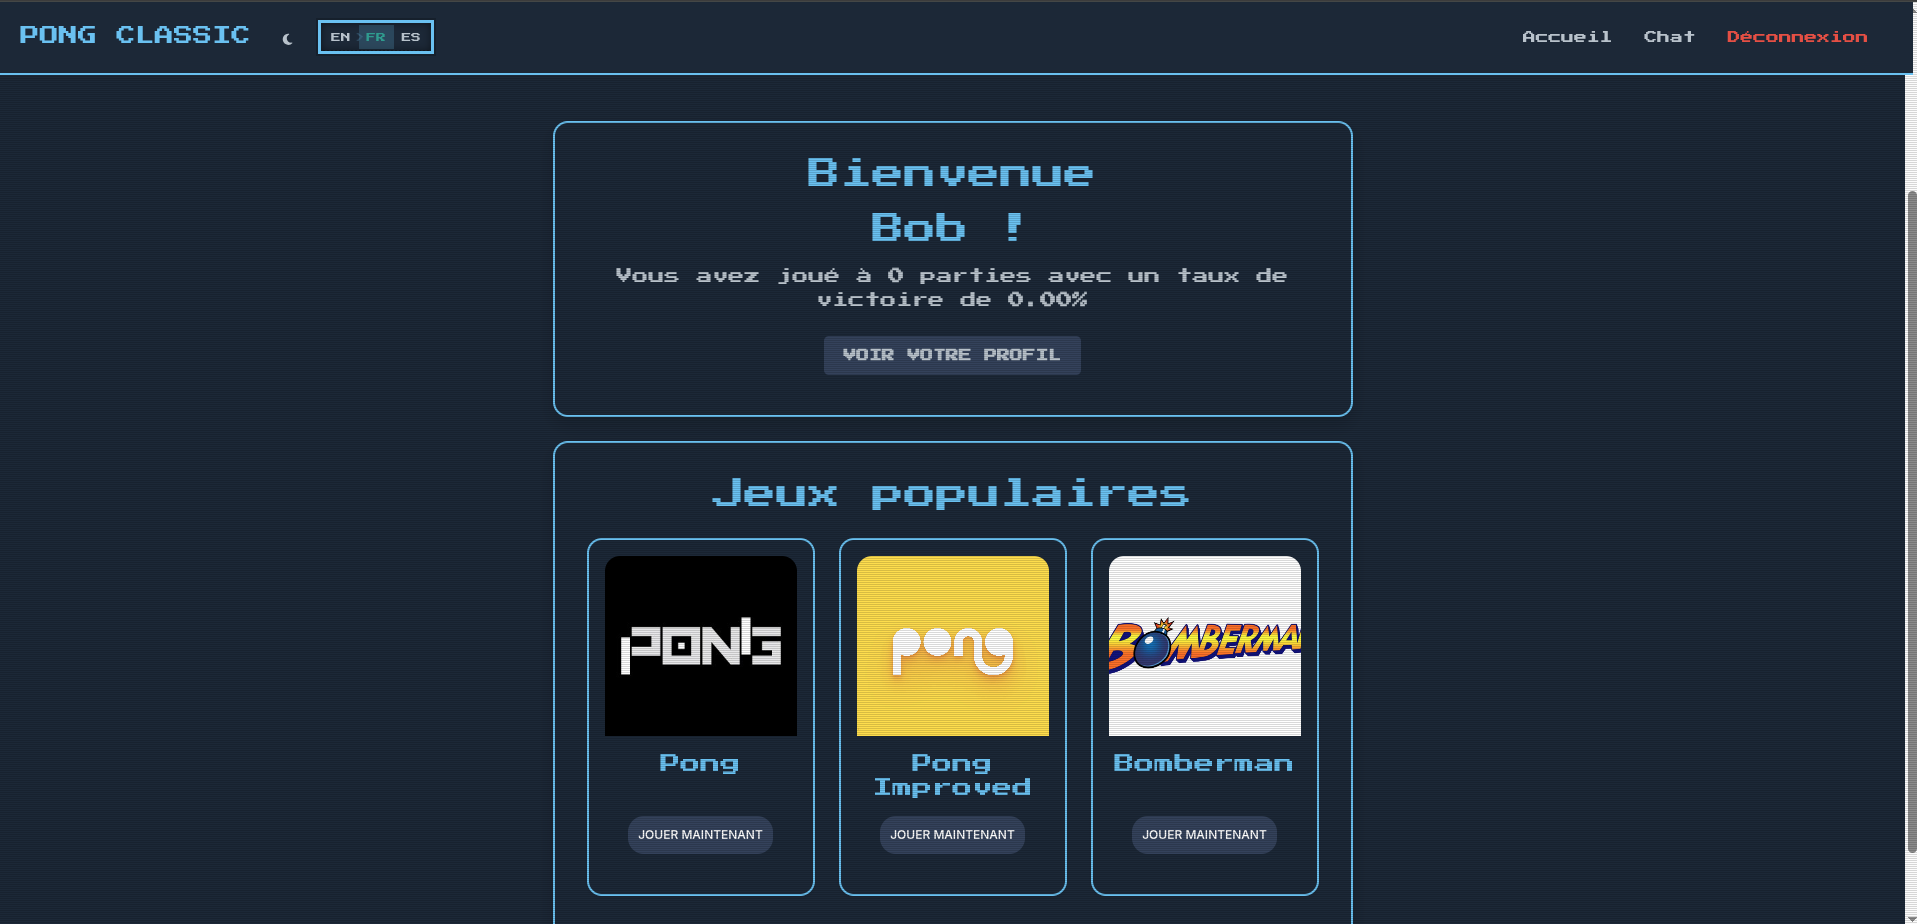 PONG CLASSIC
EN FR ES
Accueil Chat Déconnexion
Bienvenue
Bob !
Vous avez joué à 0 parties avec un taux de
victoire de 0.00%
VOIR VOTRE PROFIL
Jeux populaires
PONG
pong
BOMBERMA
Pong
Pong
Improved
Bomberman
JOUER MAINTENANT
JOUER MAINTENANT
JOUER MAINTENANT